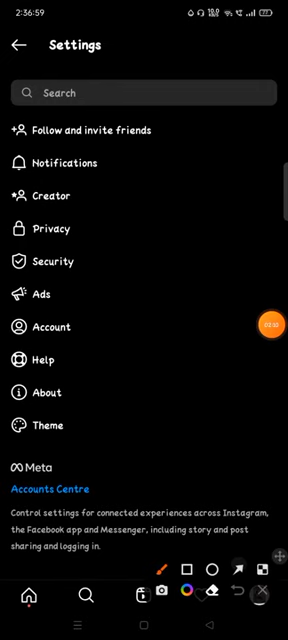 2:36:59
Settings
Search
Follow and invite friends
Notifications
Creator
Privacy
Security
Ads
Account
Help
About
Theme
Meta
Accounts Centre
Control settings for connected experiences across Instagram,
the Facebook app and Messenger, including story and post
sharing and logging in.